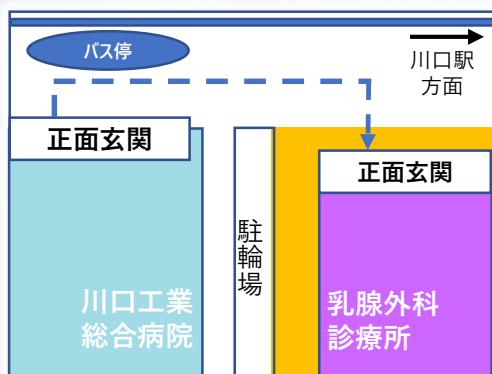 バス停
川口駅
方面
正面玄関
正面玄関
駐輪場
川口工業
総合病院
乳腺外科
診療所